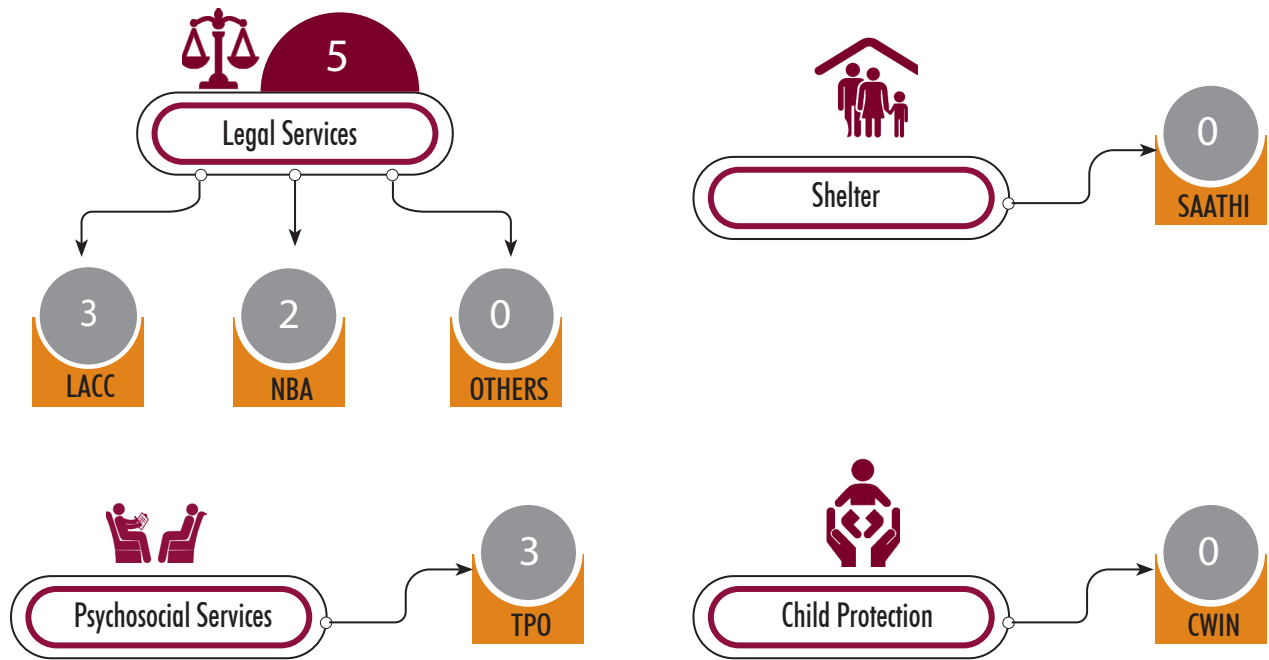 5
Legal Services
3
LACC
2
NBA
0
OTHERS
Shelter
0
SAATHI
Psychosocial Services
3
TPO
Child Protection
0
CWIN